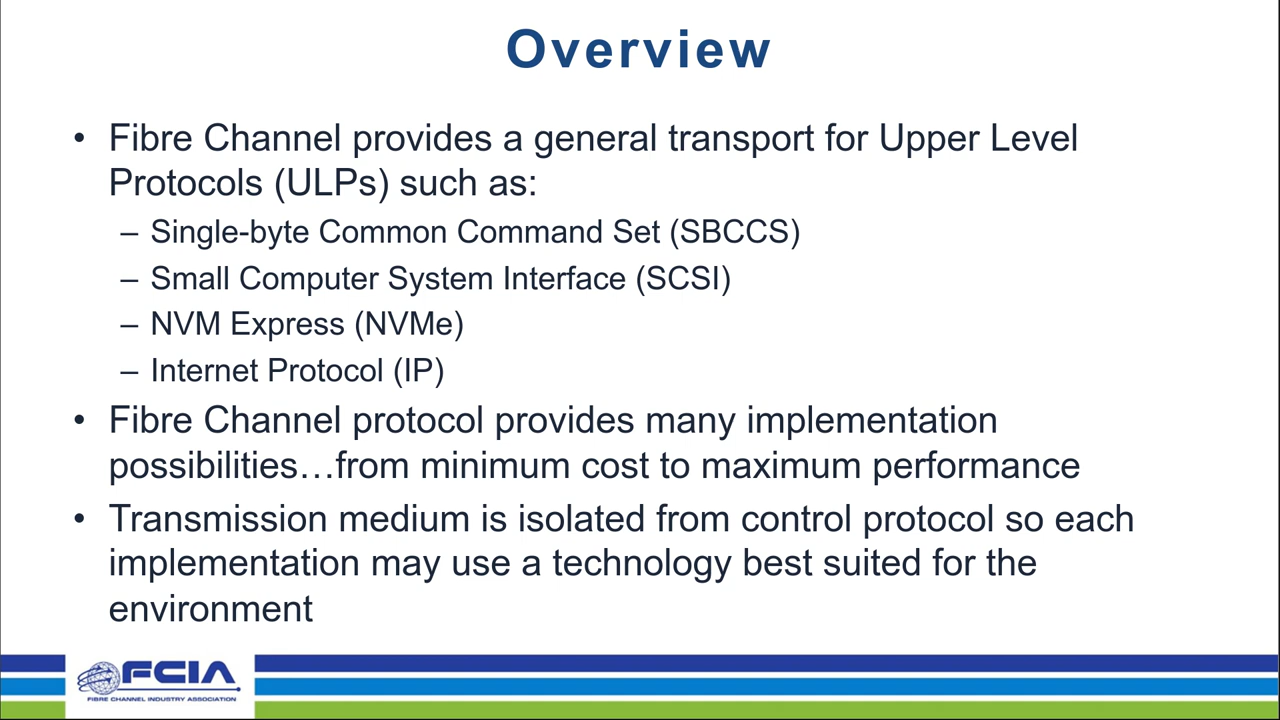 Overview
• Fibre Channel provides a general transport for Upper Level
Protocols (ULPs) such as:
– Single-byte Common Command Set (SBCCS)
– Small Computer System Interface (SCSI)
– NVM Express (NVMe)
– Internet Protocol (IP)
• Fibre Channel protocol provides many implementation
possibilities…from minimum cost to maximum performance
• Transmission medium is isolated from control protocol so each
implementation may use a technology best suited for the
environment
FCIA
FIBRE CHANNEL INDUSTRY ASSOCIATION